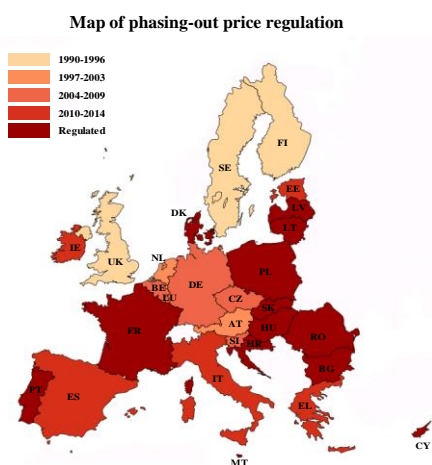 Map of phasing-out price regulation
1990-1996
1997-2003
2004-2009
2010-2014
Regulated
FI
SE
EE
LV
LT
DK
IE
UK
NL
BE
LU
DE
PL
CZ
SK
FR
AT
HU
SI
HR
RO
BG
PT
ES
IT
EL
MT
CY